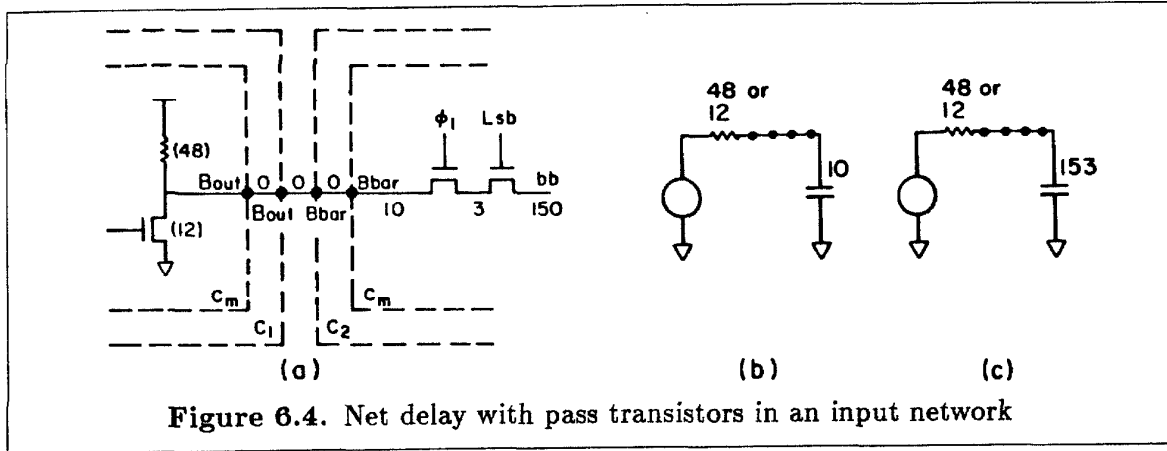 (48)
(12)
Bout
0
0
0
Bbar
Bout
Bbar
10
ϕ₁
Lsb
3
bb
150
Cm
C₁
C₂
Cm
(a)
48 or
12
10
(b)
48 or
12
153
(c)
Figure 6.4. Net delay with pass transistors in an input network